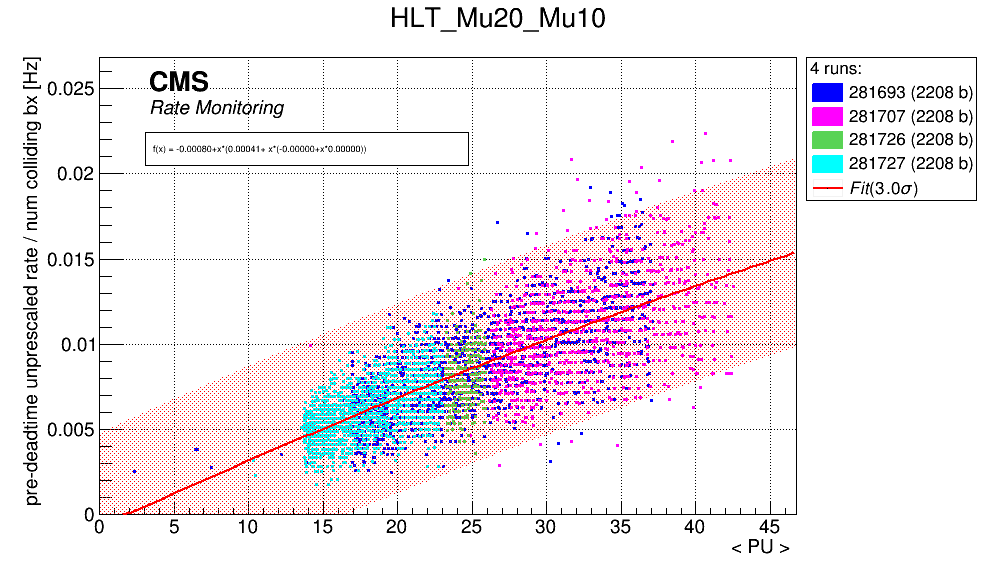 HLT_Mu20_Mu10
pre-deadtime unprescaled rate / num colliding bx [Hz]
CMS
Rate Monitoring
f(x) = -0.00080+x*(0.00041+ x*(-0.00000+x*0.00000))
0.025
0.02
0.015
0.01
0.005
0
0 5 10 15 20 25 30 35 40 45
< PU >
4 runs:
281693 (2208 b)
281707 (2208 b)
281726 (2208 b)
281727 (2208 b)
Fit(3.0σ)